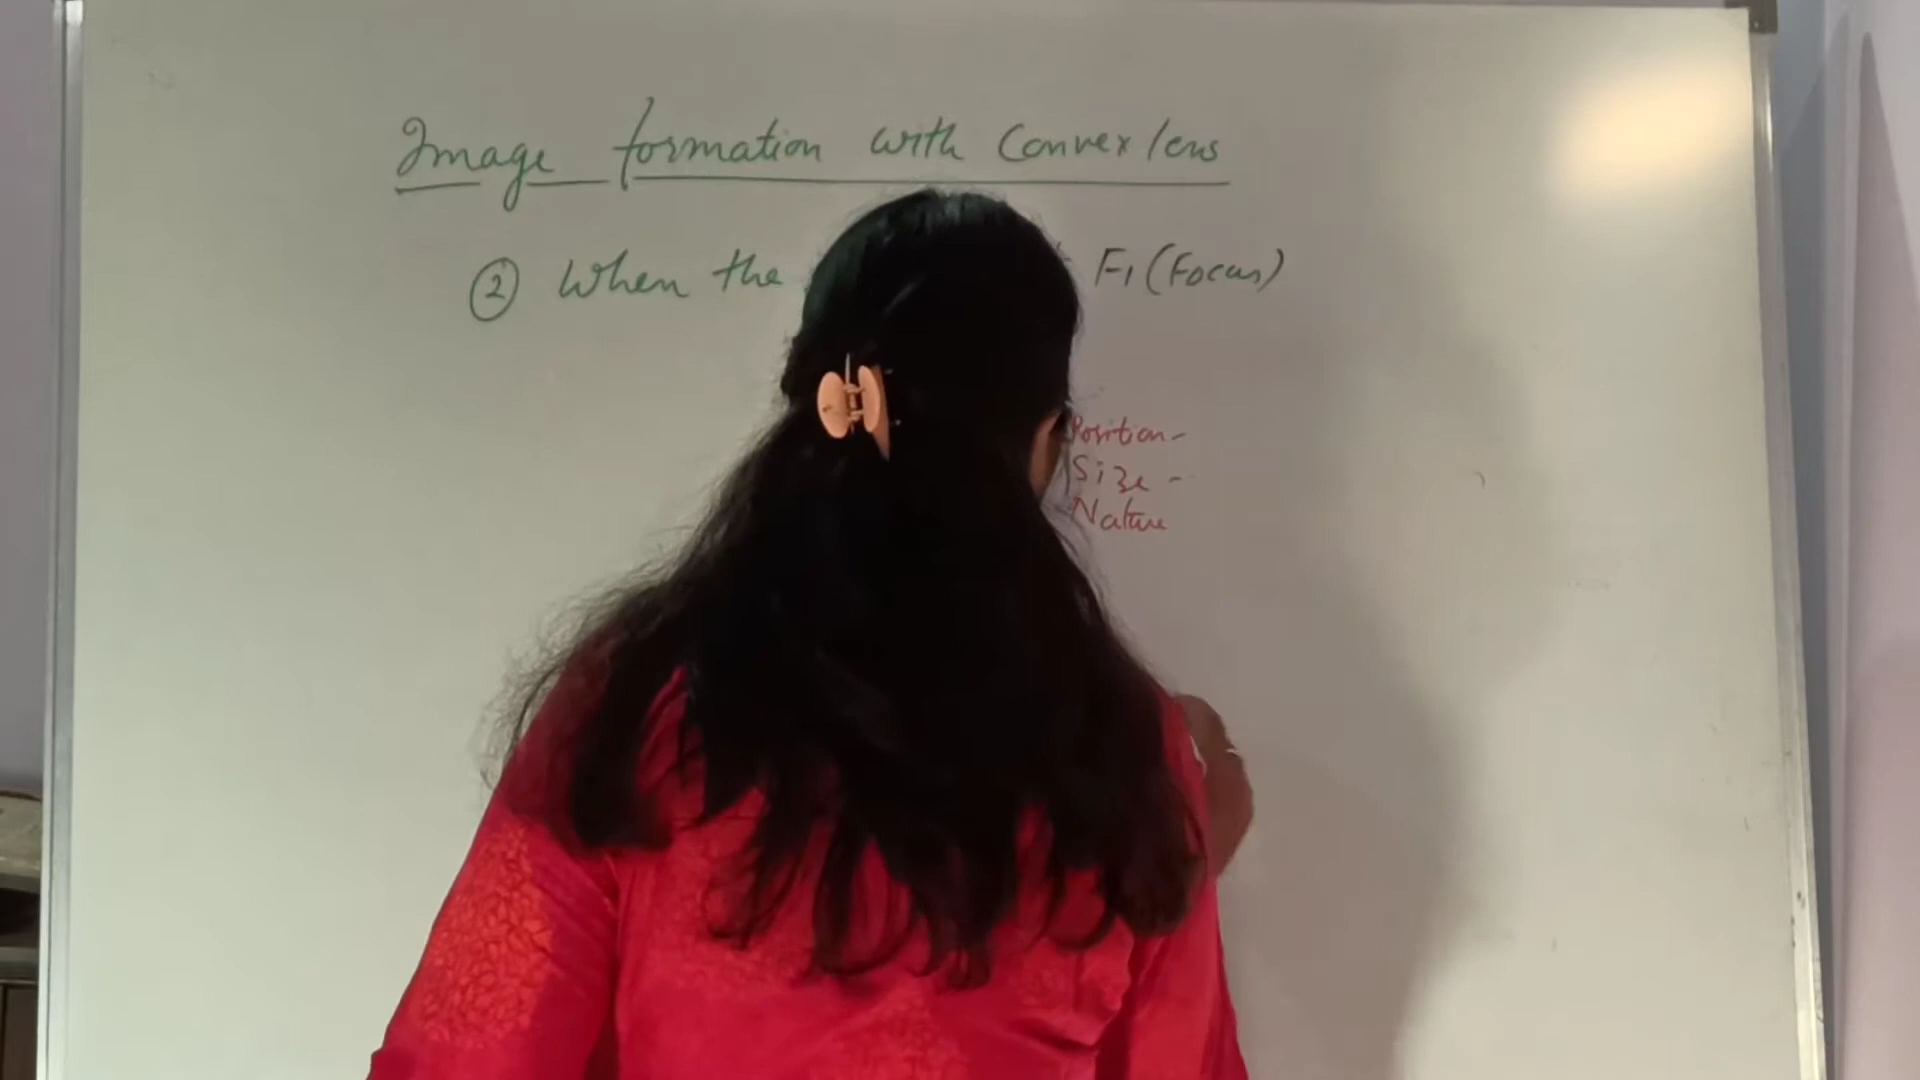 Image formation with Convex lens
② When the F1 (Focus)
Position -
Size -
Nature